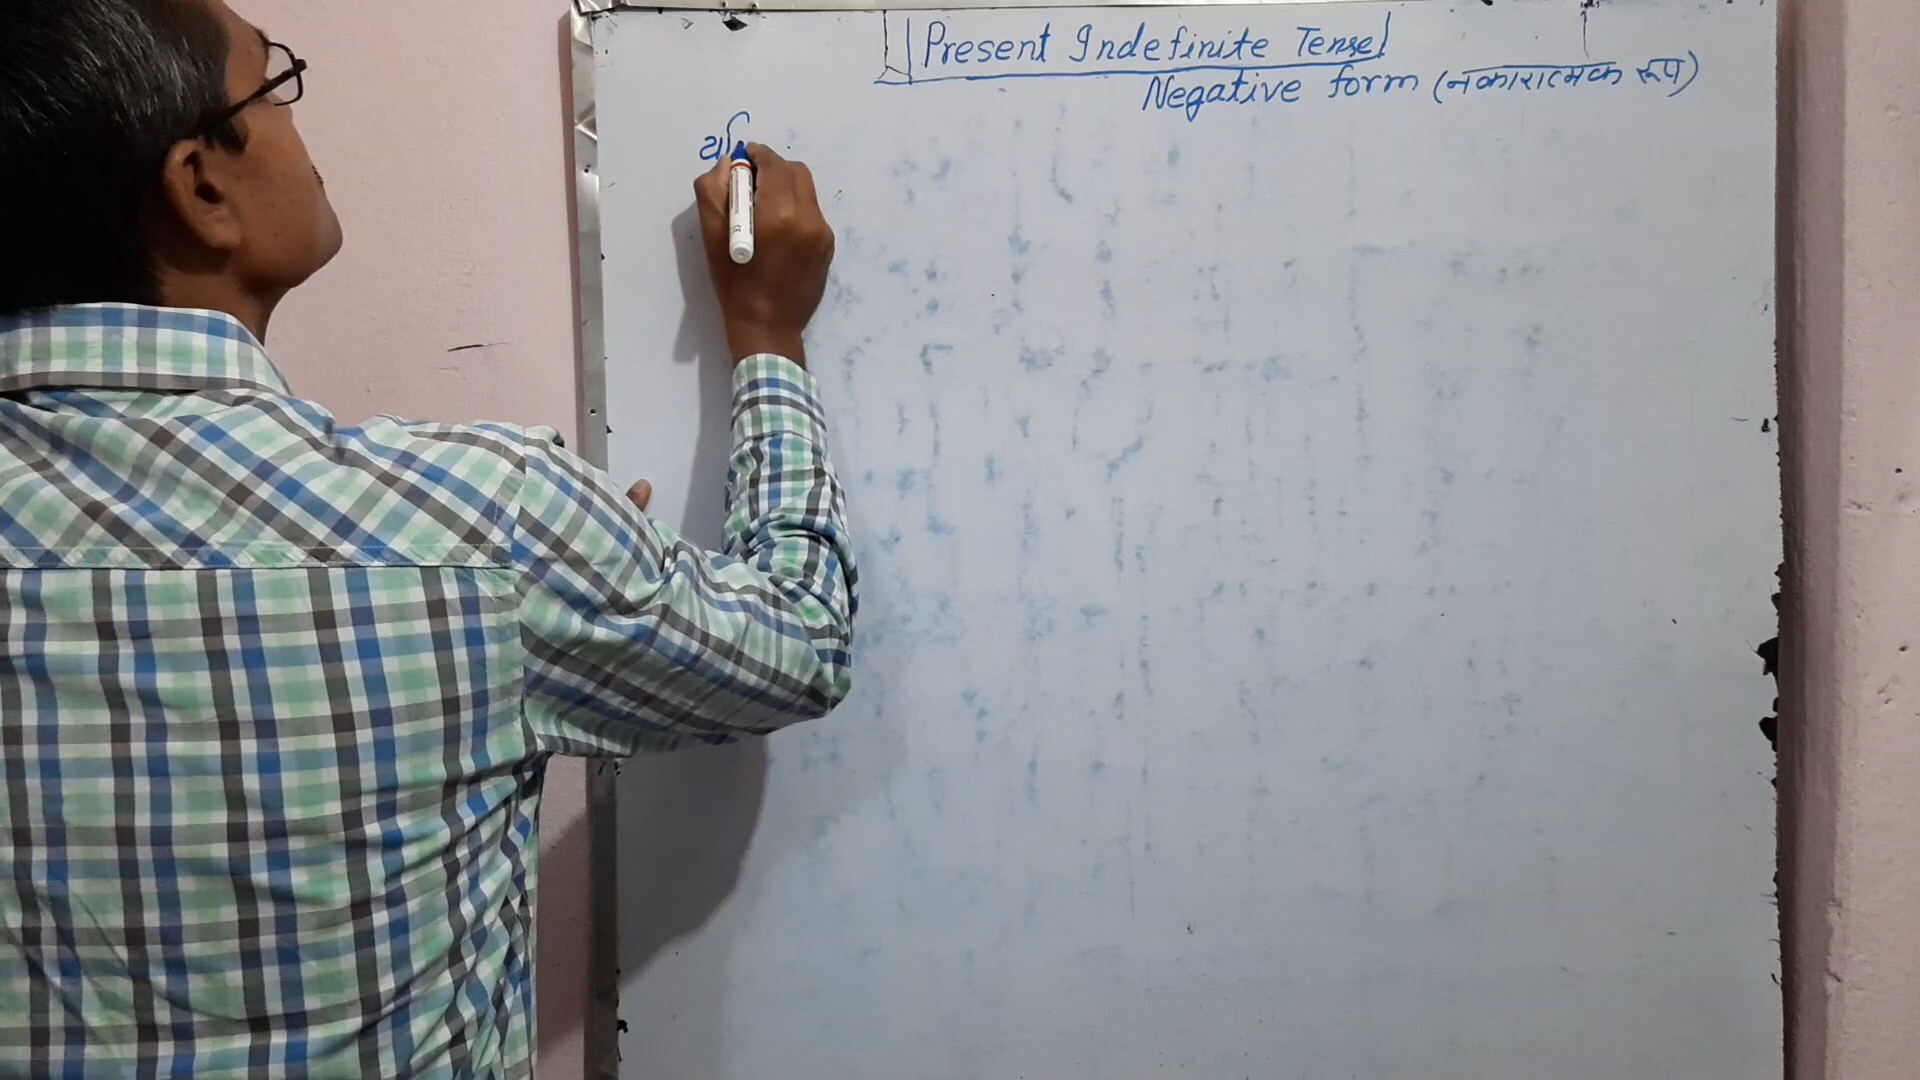 Present Indefinite Tense
Negative form (नकारात्मक रूप)